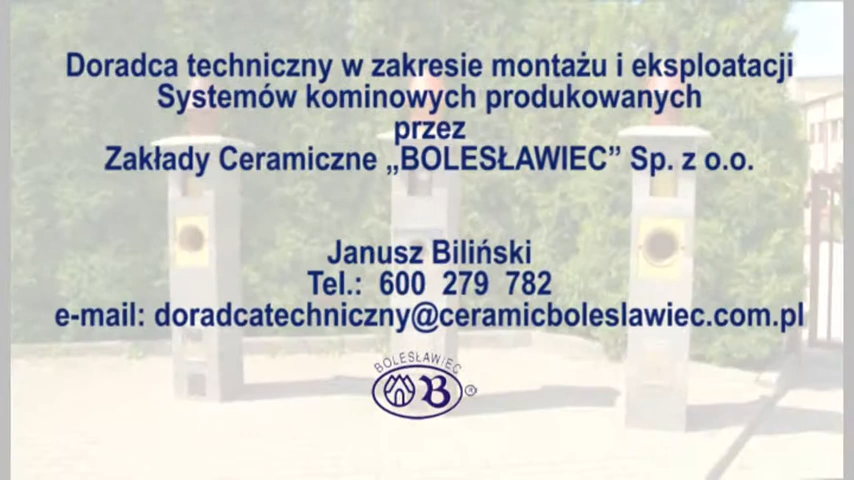 Doradca techniczny w zakresie montażu i eksploatacji
Systemów kominowych produkowanych
przez
Zakłady Ceramiczne „BOLESŁAWIEC” Sp. z o.o.
Janusz Biliński
Tel.: 600 279 782
e-mail: doradcatechniczny@ceramicboleslawiec.com.pl
BOLESŁAWIEC
B ®